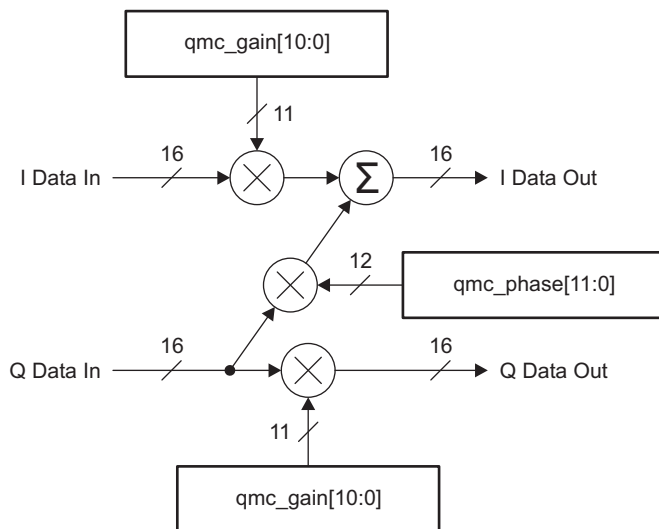 qmc_gain[10:0]
11
16
16
I Data In
Σ
I Data Out
12
qmc_phase[11:0]
16
16
Q Data In
Q Data Out
11
qmc_gain[10:0]